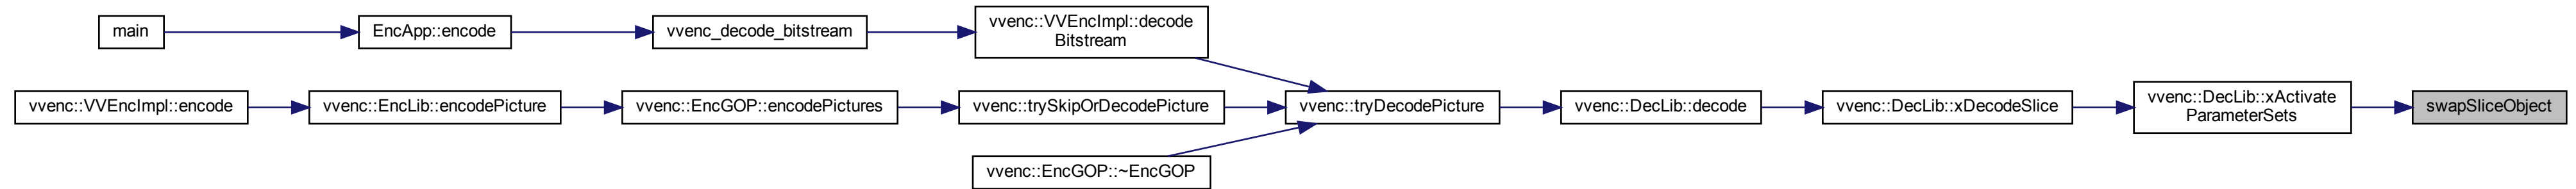 main
EncApp::encode
vvenc_decode_bitstream
vvenc::VVEncImpl::decode
Bitstream
vvenc::VVEncImpl::encode
vvenc::EncLib::encodePicture
vvenc::EncGOP::encodePictures
vvenc::trySkipOrDecodePicture
vvenc::tryDecodePicture
vvenc::DecLib::decode
vvenc::DecLib::xDecodeSlice
vvenc::DecLib::xActivate
ParameterSets
swapSliceObject
vvenc::EncGOP::~EncGOP